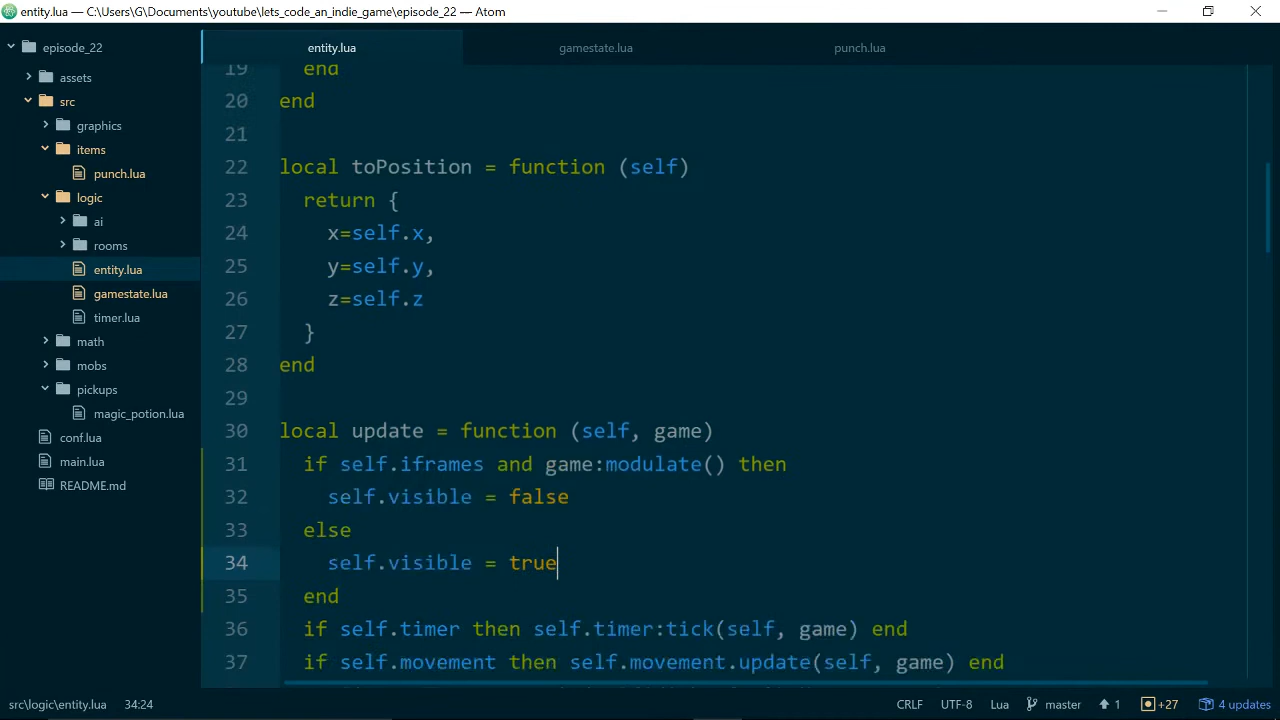 entity.lua — C:\Users\G\Documents\youtube\lets_code_an_indie_game\episode_22 — Atom
episode_22
assets
src
graphics
items
punch.lua
logic
ai
rooms
entity.lua
gamestate.lua
timer.lua
math
mobs
pickups
magic_potion.lua
conf.lua
main.lua
README.md
entity.lua
gamestate.lua
punch.lua
19 end
20 end
21
22 local toPosition = function (self)
23 return {
24 x=self.x,
25 y=self.y,
26 z=self.z
27 }
28 end
29
30 local update = function (self, game)
31 if self.iframes and game:modulate() then
32 self.visible = false
33 else
34 self.visible = true
35 end
36 if self.timer then self.timer:tick(self, game) end
37 if self.movement then self.movement.update(self, game) end
src\logic\entity.lua 34:24 CRLF UTF-8 Lua master 1 +27 4 updates